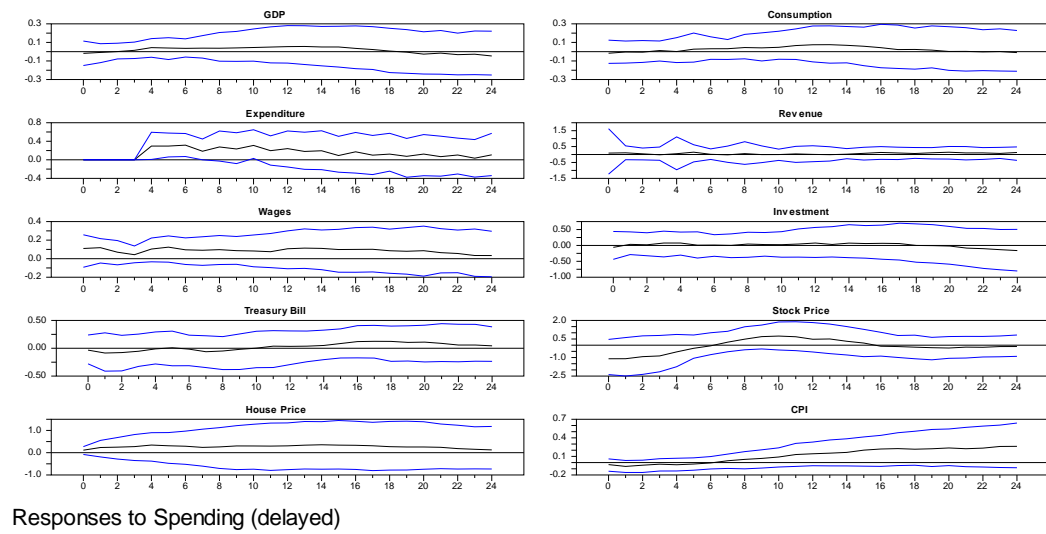 GDP
0.3
0.1
-0.1
-0.3
0 2 4 6 8 10 12 14 16 18 20 22 24
Consumption
0.3
0.1
-0.1
-0.3
0 2 4 6 8 10 12 14 16 18 20 22 24
Expenditure
0.8
0.4
0.0
-0.4
0 2 4 6 8 10 12 14 16 18 20 22 24
Revenue
1.5
0.5
-0.5
-1.5
0 2 4 6 8 10 12 14 16 18 20 22 24
Wages
0.4
0.2
0.0
-0.2
0 2 4 6 8 10 12 14 16 18 20 22 24
Investment
0.50
0.00
-0.50
-1.00
0 2 4 6 8 10 12 14 16 18 20 22 24
Treasury Bill
0.50
0.00
-0.50
0 2 4 6 8 10 12 14 16 18 20 22 24
Stock Price
2.0
0.5
-1.0
-2.5
0 2 4 6 8 10 12 14 16 18 20 22 24
House Price
1.0
0.0
-1.0
0 2 4 6 8 10 12 14 16 18 20 22 24
CPI
0.7
0.4
0.1
-0.2
0 2 4 6 8 10 12 14 16 18 20 22 24
Responses to Spending (delayed)